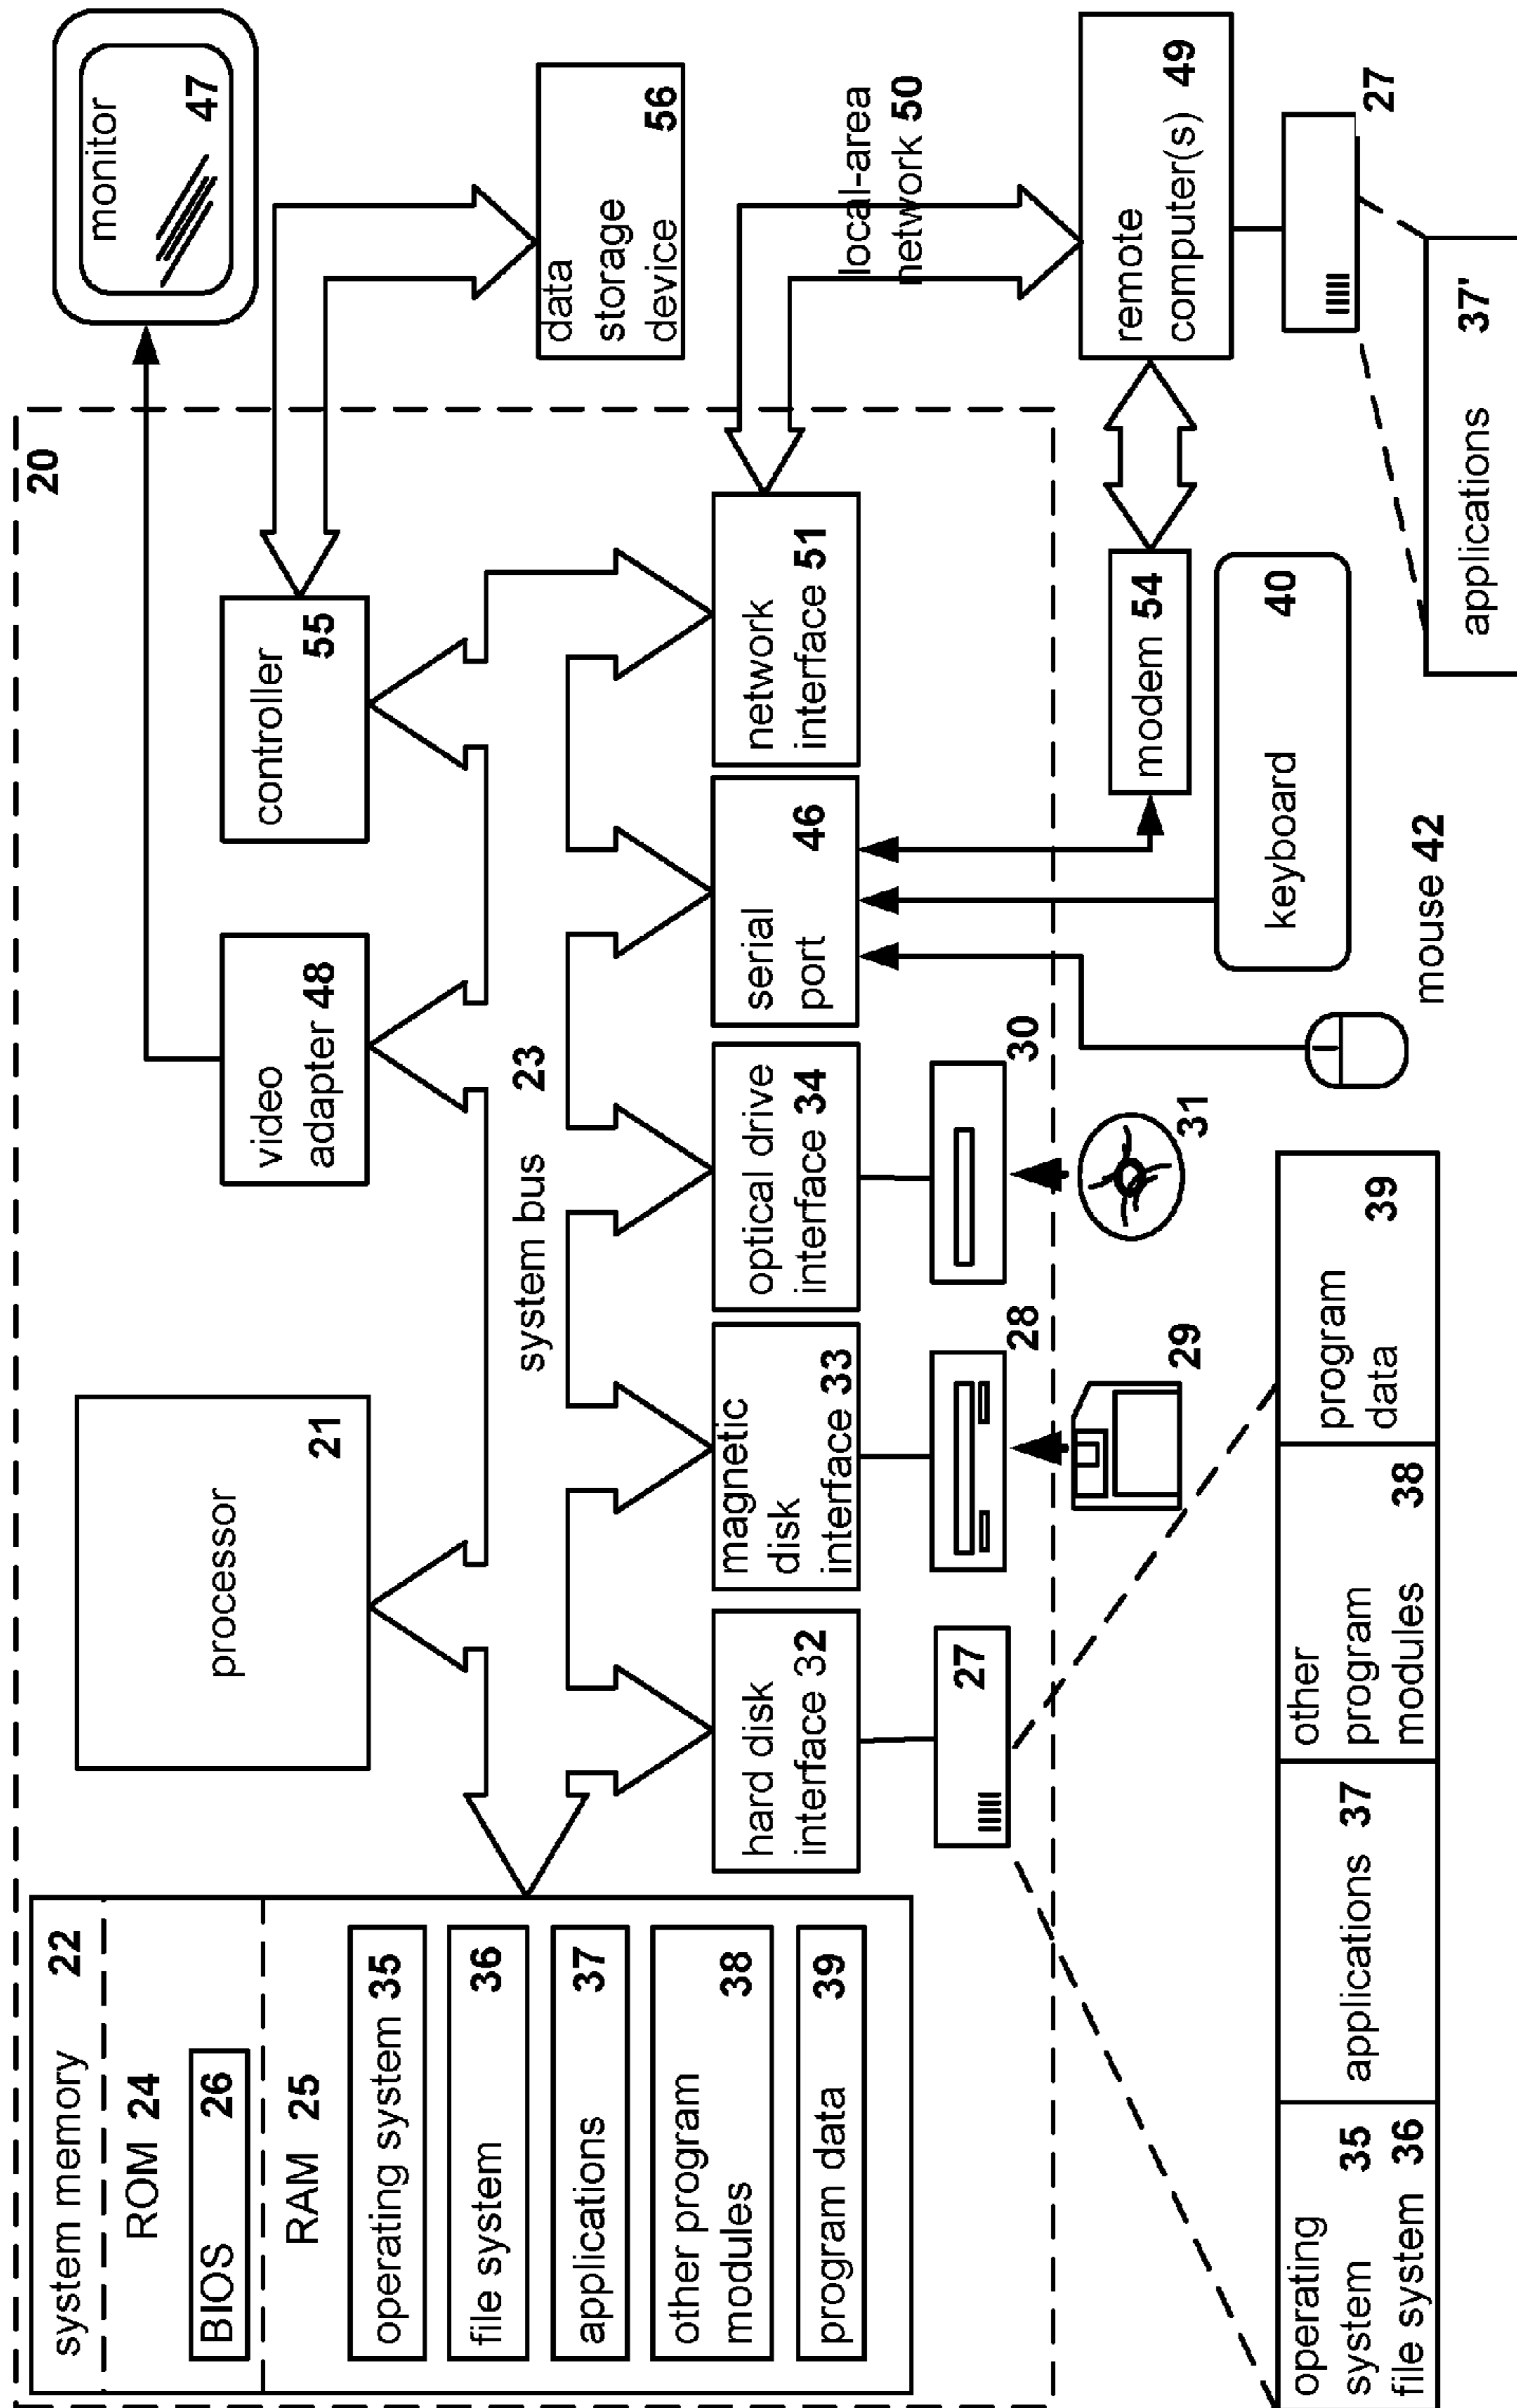 20
system memory 22
ROM 24
BIOS 26
RAM 25
operating system 35
file system 36
applications 37
other program
modules 38
program data 39
processor
21
video
adapter 48
controller
55
monitor
47
system bus 23
data
storage
device 56
hard disk
interface 32
magnetic
disk
interface 33
optical drive
interface 34
serial
port 46
network
interface 51
local-area
network 50
27
28
30
29
31
modem 54
remote
computer(s) 49
keyboard 40
mouse 42
27
operating
system 35
file system 36
applications 37
other
program
modules 38
program
data 39
applications 37'